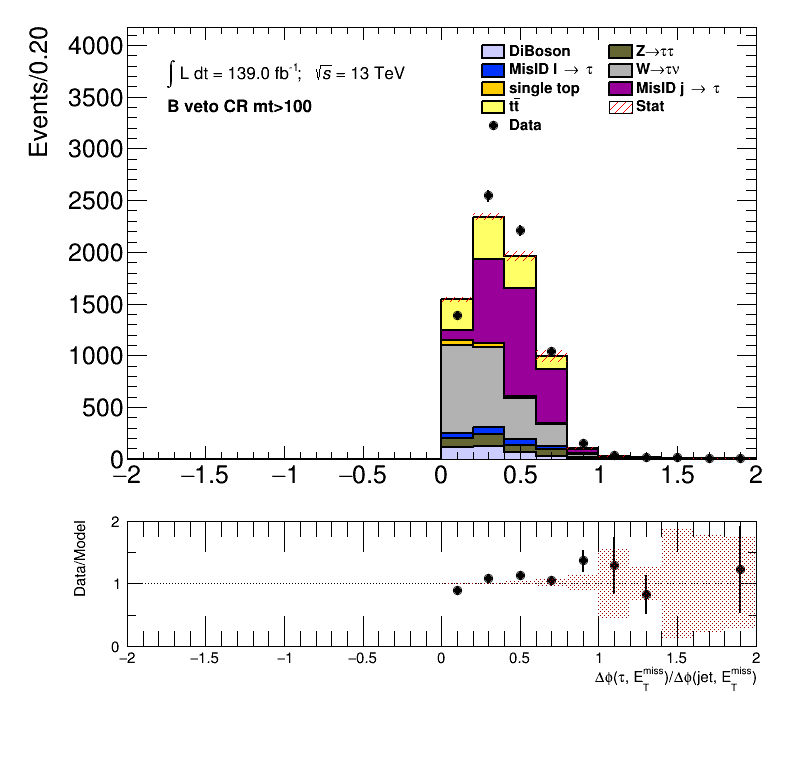 Events/0.20
4000
3500
3000
2500
2000
1500
1000
500
0
∫ L dt = 139.0 fb⁻¹; √s = 13 TeV
B veto CR mt>100
DiBoson
MisID l → τ
single top
tt̄
Data
Z→ττ
W→τν
MisID j → τ
Stat
−2 −1.5 −1 −0.5 0 0.5 1 1.5 2
Data/Model
2
1
0
−2 −1.5 −1 −0.5 0 0.5 1 1.5 2
Δϕ(τ, E_T^miss)/Δϕ(jet, E_T^miss)